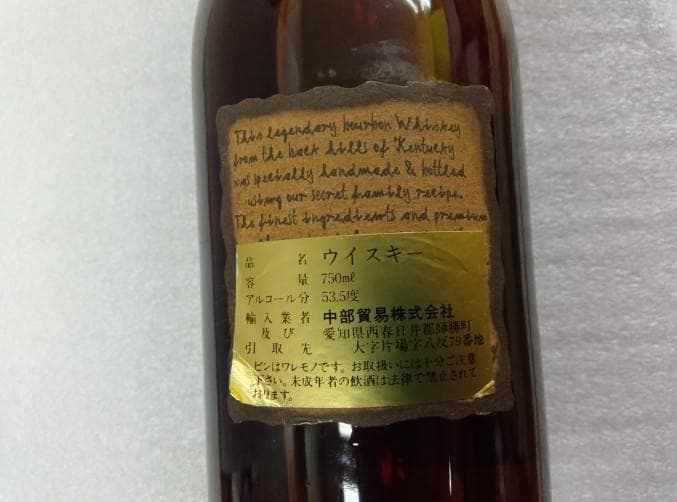 This legendary bourbon Whiskey
from the back hills of Kentucky
was specially handmade & bottled
using our secret family recipe.
The finest ingredients and premium
品名 ウイスキー
容量 750ml
アルコール分 53.5度
輸入業者 中部貿易株式会社
及び 愛知県西春日井郡師勝町
引取先 大字片場字八反79番地
ビンはワレモノです。お取扱いには十分ご注意
下さい。未成年者の飲酒は法律で禁止されて
おります。